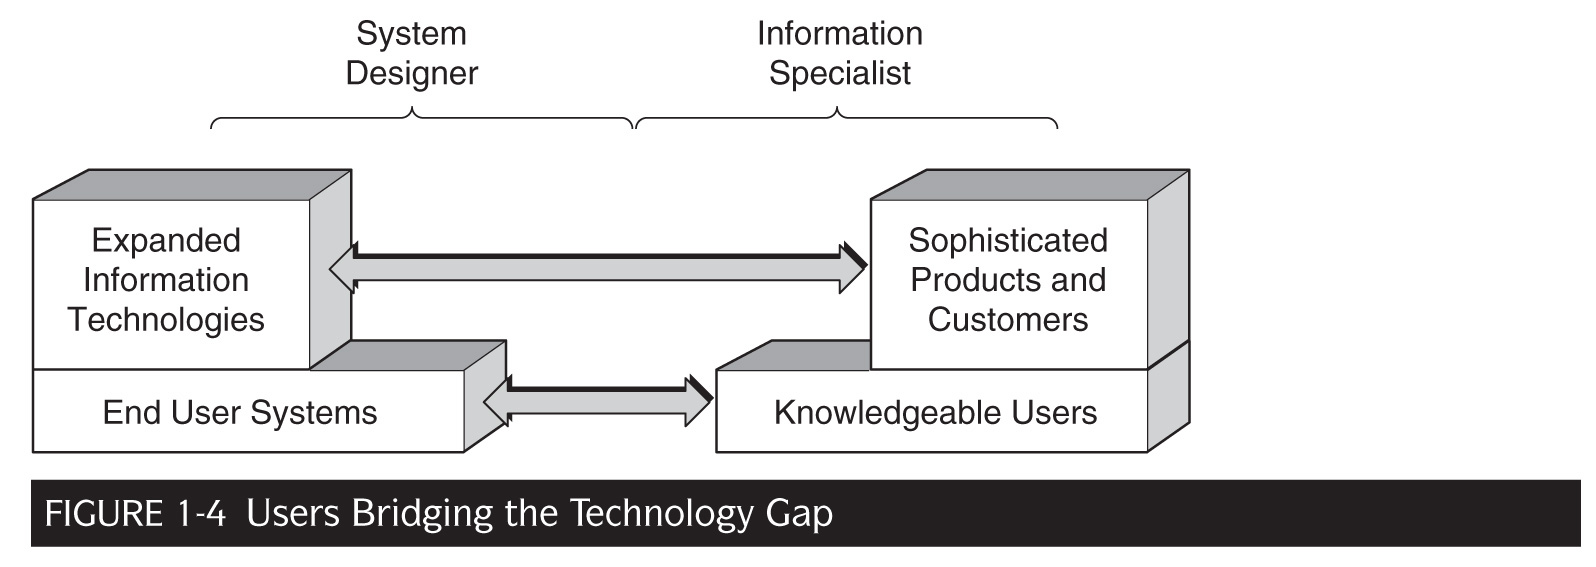 System
Designer
Information
Specialist
Expanded
Information
Technologies
Sophisticated
Products and
Customers
End User Systems
Knowledgeable Users
FIGURE 1-4 Users Bridging the Technology Gap